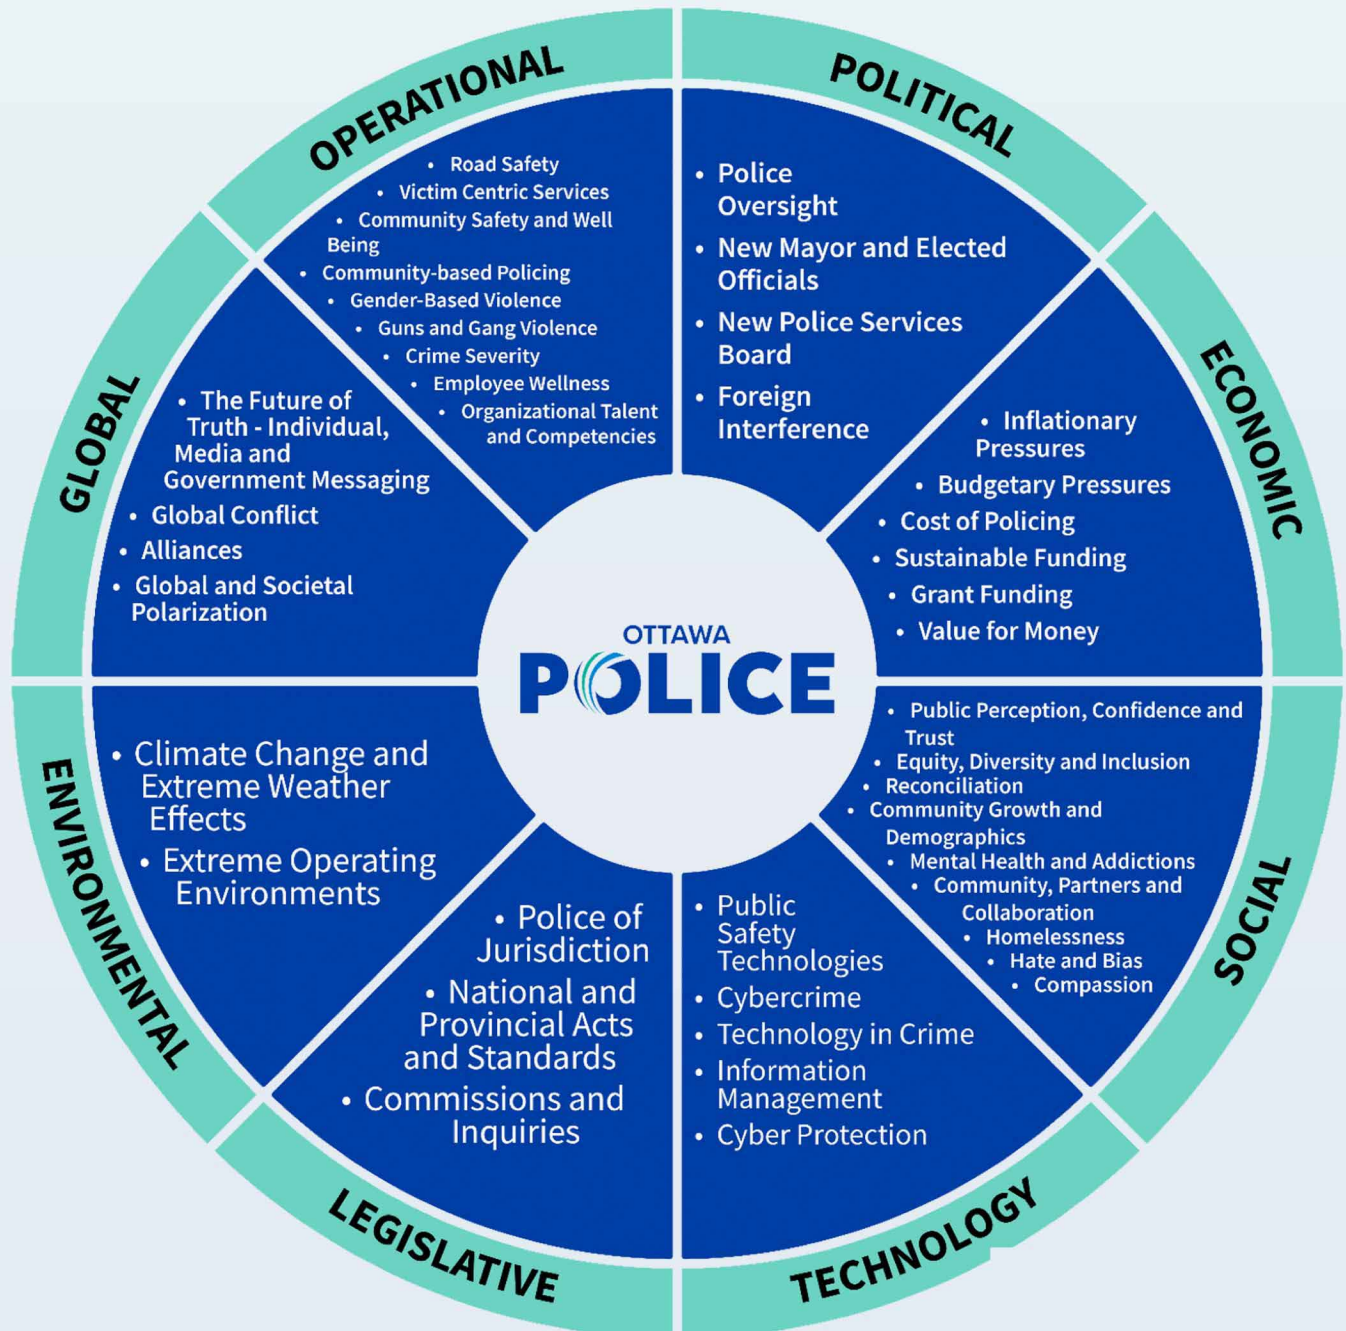 OPERATIONAL
• Road Safety
• Victim Centric Services
• Community Safety and Well
Being
• Community-based Policing
• Gender-Based Violence
• Guns and Gang Violence
• Crime Severity
• Employee Wellness
• Organizational Talent
and Competencies
POLITICAL
• Police
Oversight
• New Mayor and Elected
Officials
• New Police Services
Board
• Foreign
Interference
ECONOMIC
• Inflationary
Pressures
• Budgetary Pressures
• Cost of Policing
• Sustainable Funding
• Grant Funding
• Value for Money
SOCIAL
• Public Perception, Confidence and
Trust
• Equity, Diversity and Inclusion
• Reconciliation
• Community Growth and
Demographics
• Mental Health and Addictions
• Community, Partners and
Collaboration
• Homelessness
• Hate and Bias
• Compassion
TECHNOLOGY
• Public
Safety
Technologies
• Cybercrime
• Technology in Crime
• Information
Management
• Cyber Protection
LEGISLATIVE
• Police of
Jurisdiction
• National and
Provincial Acts
and Standards
• Commissions and
Inquiries
ENVIRONMENTAL
• Climate Change and
Extreme Weather
Effects
• Extreme Operating
Environments
GLOBAL
• The Future of
Truth - Individual,
Media and
Government Messaging
• Global Conflict
• Alliances
• Global and Societal
Polarization
OTTAWA
POLICE